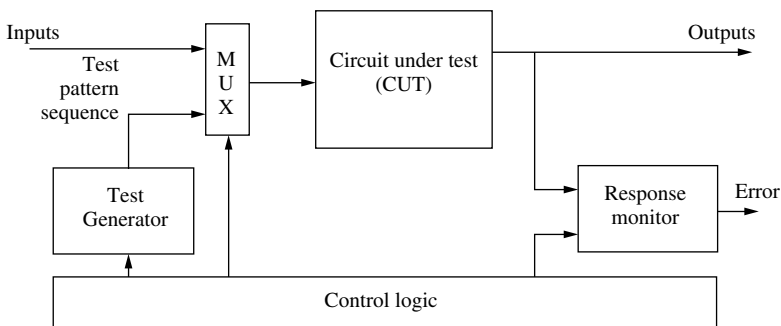 Inputs
Test
pattern
sequence
M
U
X
Circuit under test
(CUT)
Outputs
Test
Generator
Response
monitor
Error
Control logic